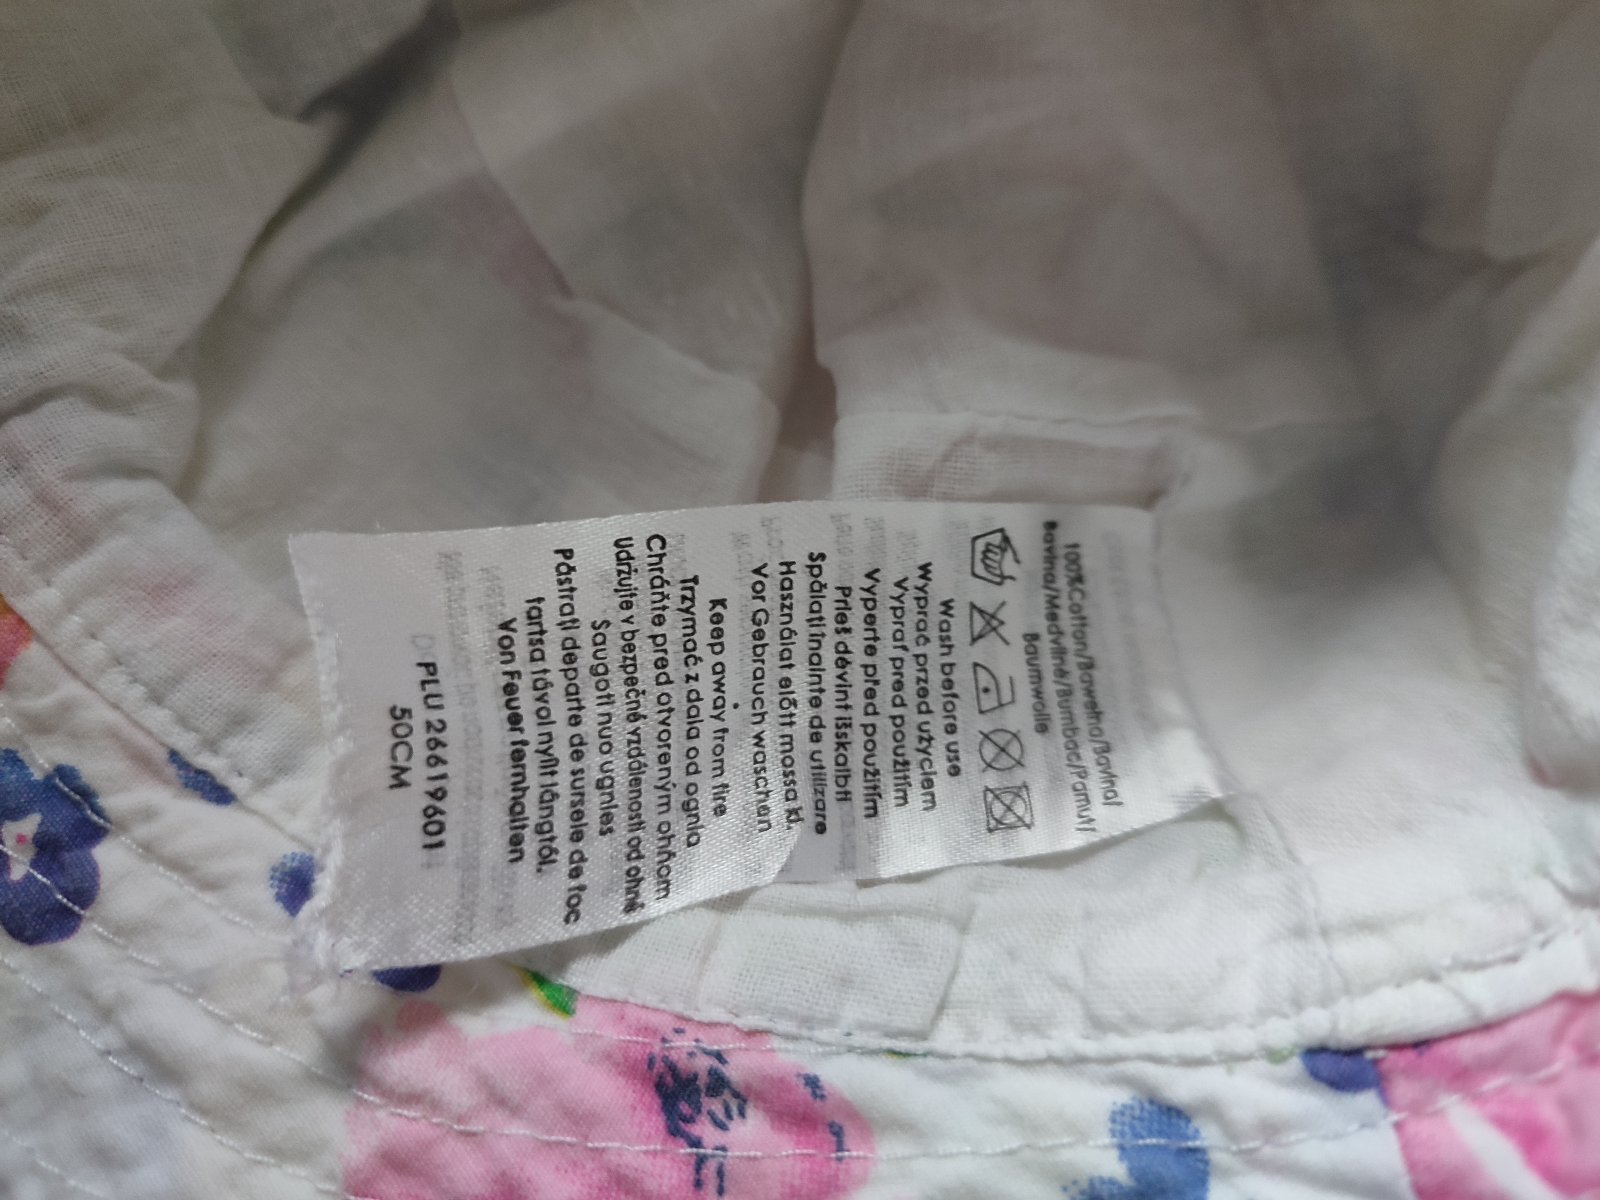 100%Cotton/Bawełna/Bavlna/
Bavlna/Medvilnė/Bumbac/Pamut/
Baumwolle
Wash before use
Wyprać przed użyciem
Vyprať pred použitím
Vyperte před použitím
Prieš dėvint išskalbti
Spălați înainte de utilizare
Használat előtt mossa ki.
Vor Gebrauch waschen
Keep away from fire
Trzymać z dala od ognia
Chráňte pred otvoreným ohňom
Udržujte v bezpečné vzdálenosti od ohně
Saugoti nuo ugnies
Păstrați departe de sursele de foc
Tartsa távol nyílt lángtól.
Von Feuer fernhalten
PLU 26619601
50CM